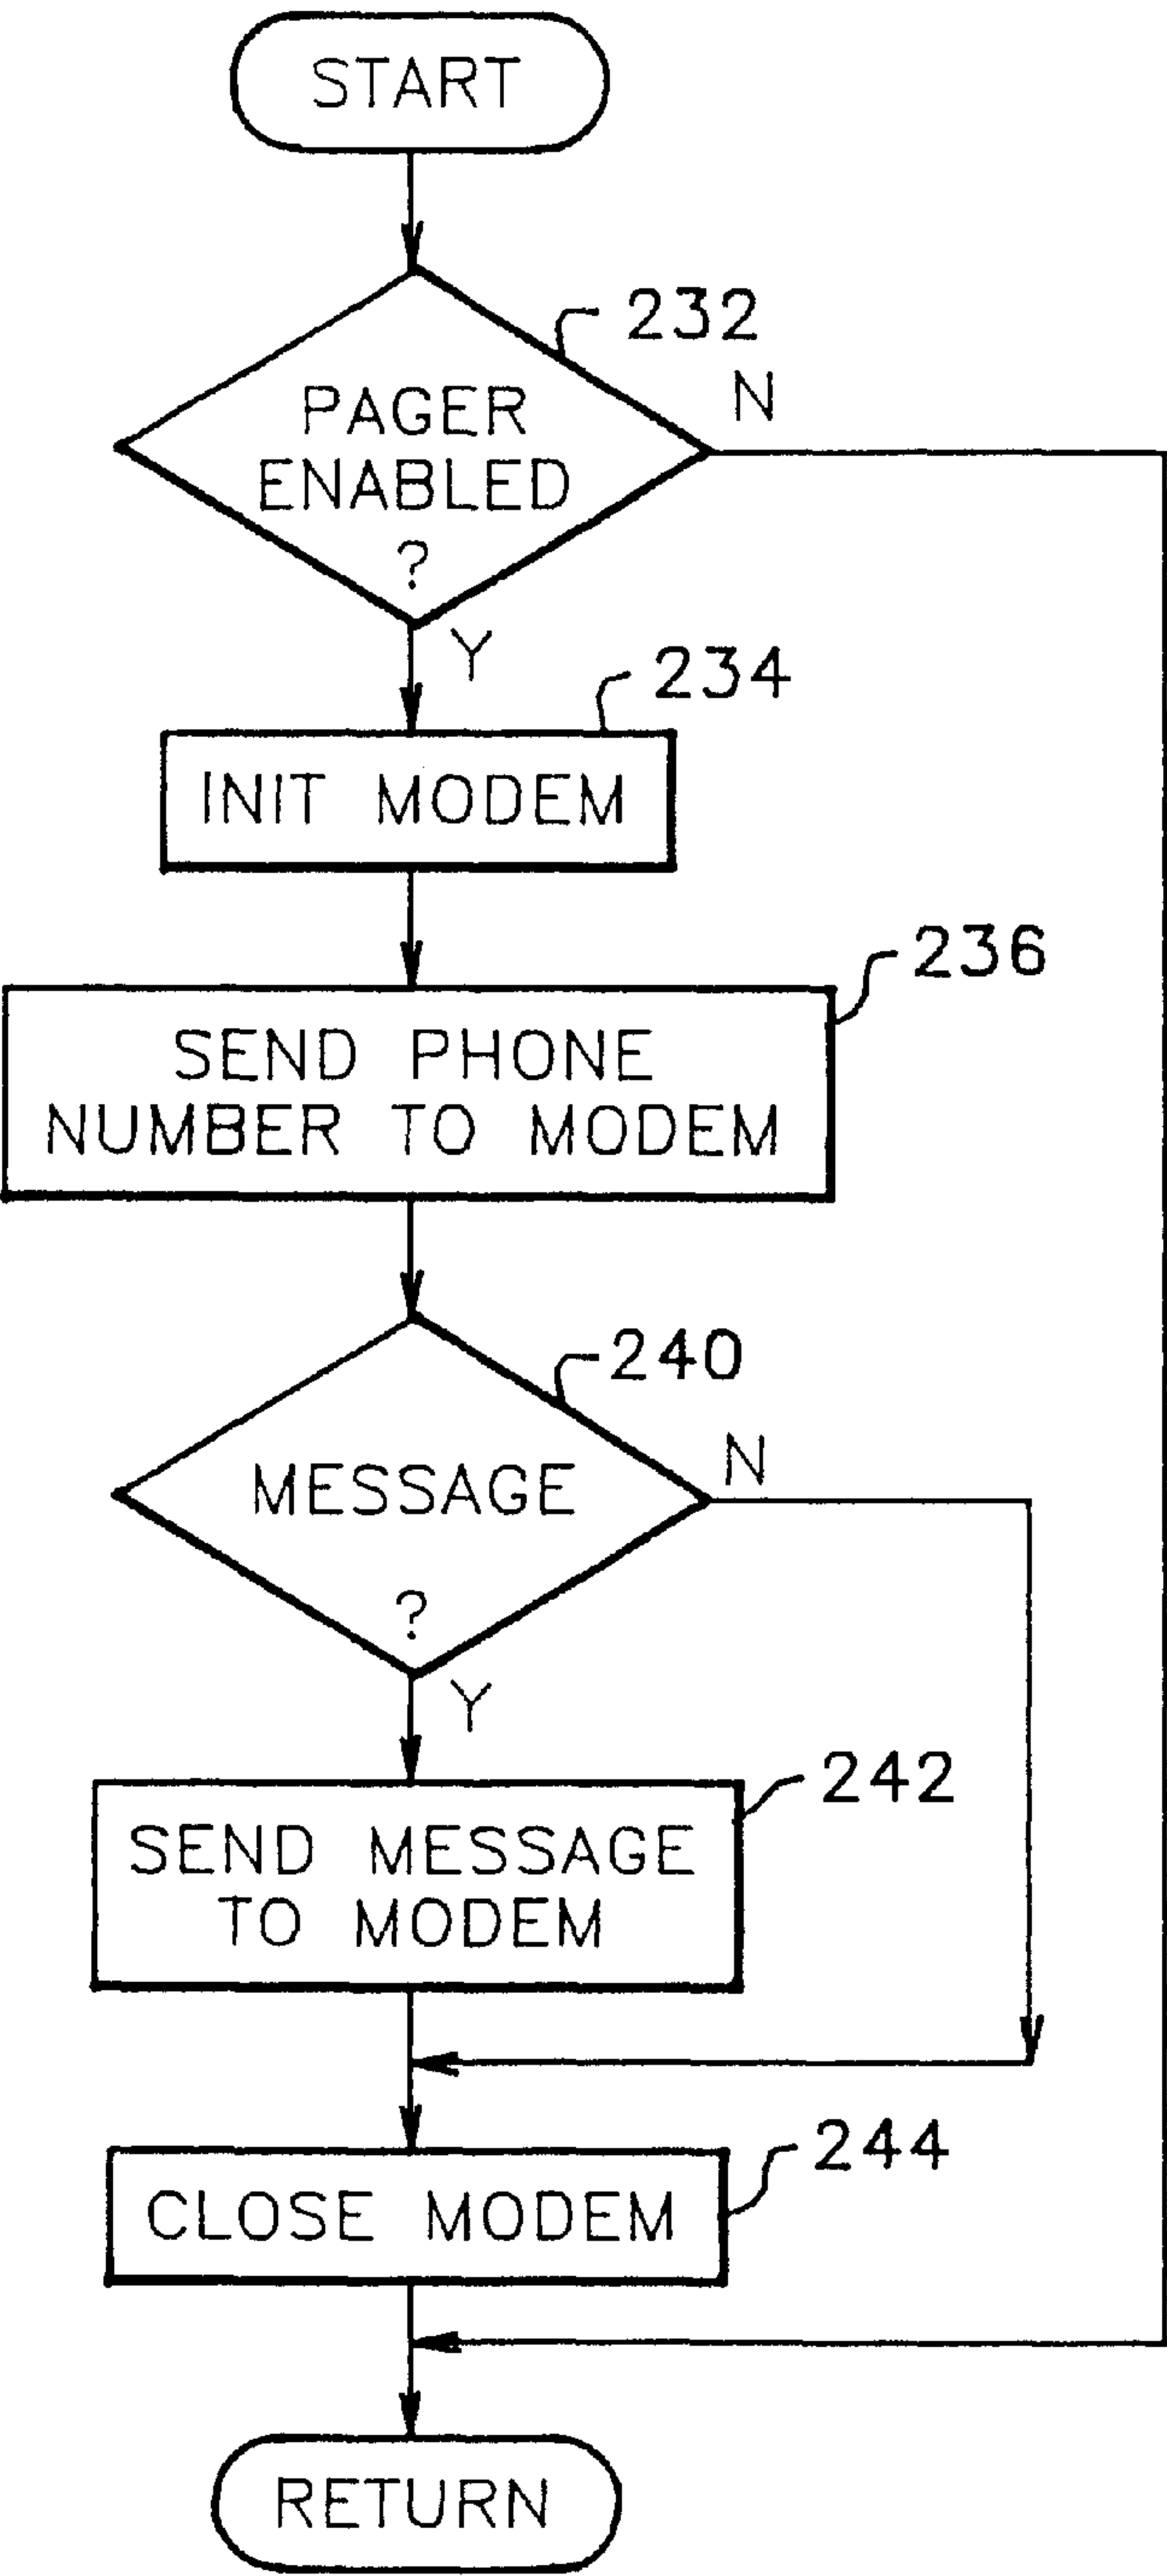 START
232
N
PAGER
ENABLED
?
Y
234
INIT MODEM
236
SEND PHONE
NUMBER TO MODEM
240
N
MESSAGE
?
Y
242
SEND MESSAGE
TO MODEM
244
CLOSE MODEM
RETURN